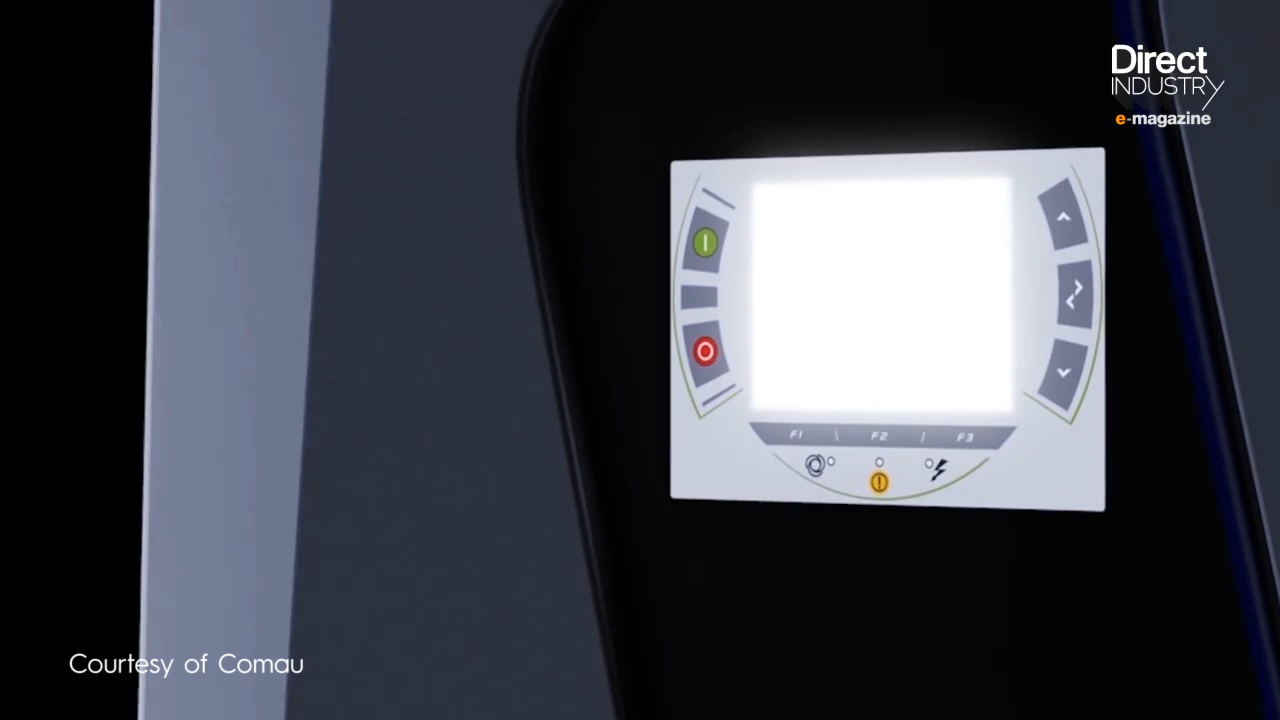 Direct
INDUSTRY
e-magazine
F1
F2
F3
Courtesy of Comau